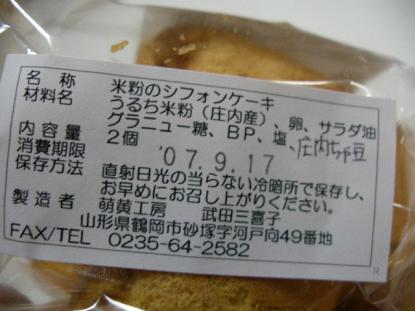 名 称 米粉のシフォンケーキ
材料名 うるち米粉（庄内産）、卵、サラダ油
グラニュー糖、ＢＰ、塩、庄内ちゃ豆
内容量 2個
消費期限 '07.9.17
保存方法 直射日光の当らない冷暗所で保存し、
お早めにお召し上がりください。
製造者 萌黄工房 武田三喜子
山形県鶴岡市砂塚字河戸向49番地
FAX/TEL 0235-64-2582
R